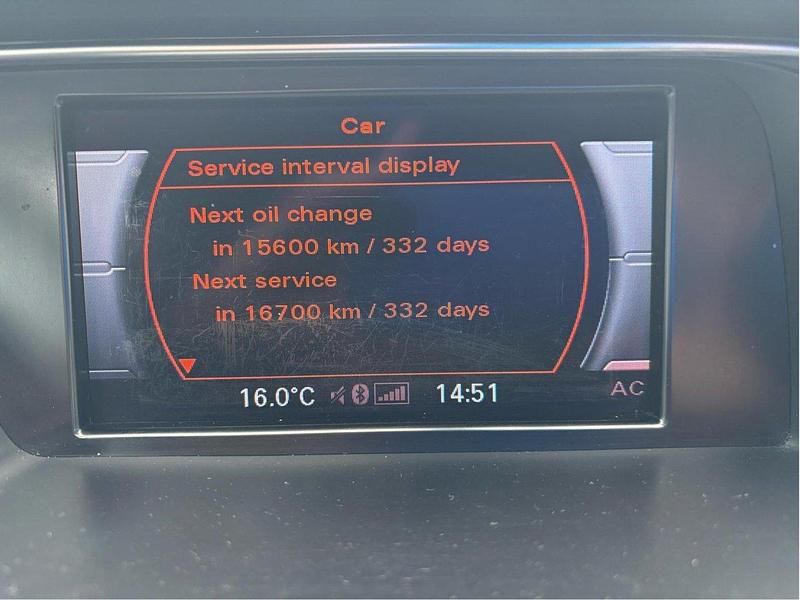 Car
Service interval display
Next oil change
in 15600 km / 332 days
Next service
in 16700 km / 332 days
16.0°C 14:51
AC